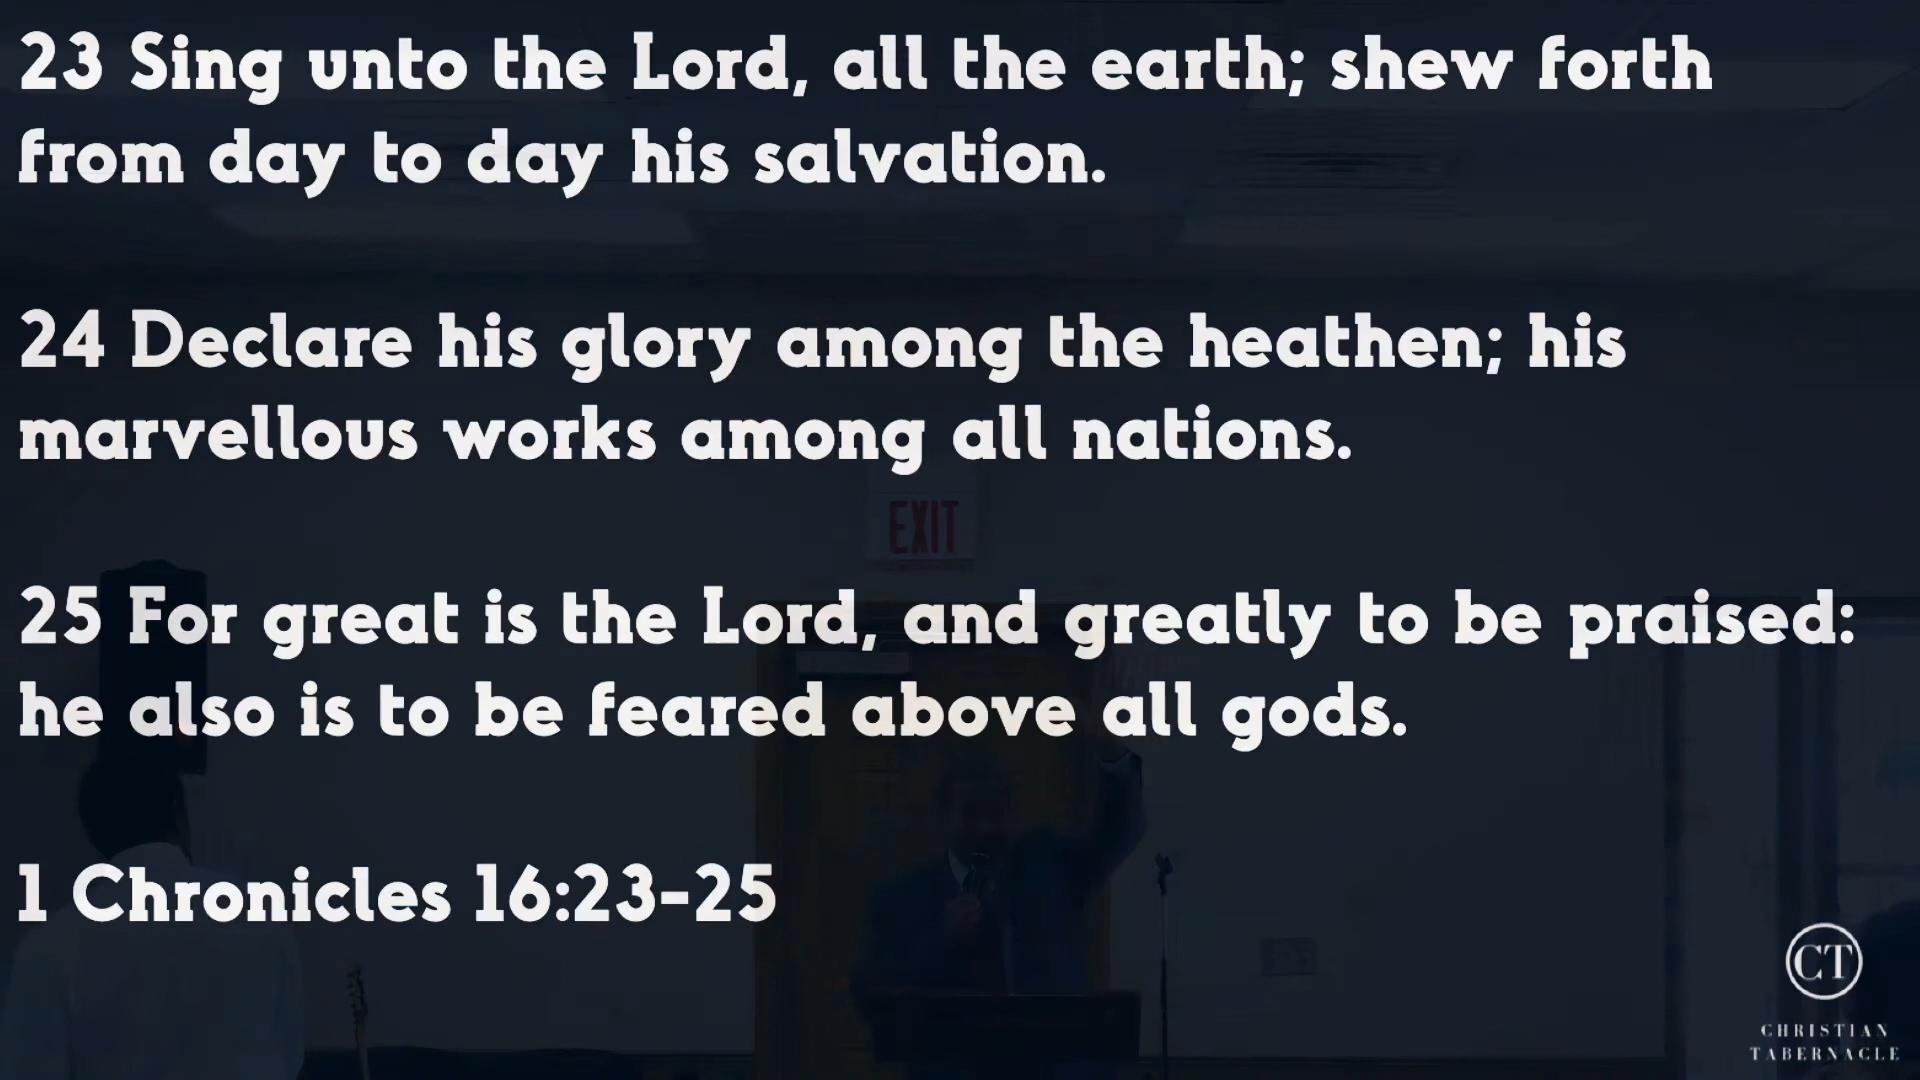 23 Sing unto the Lord, all the earth; shew forth
from day to day his salvation.
24 Declare his glory among the heathen; his
marvellous works among all nations.
EXIT
25 For great is the Lord, and greatly to be praised:
he also is to be feared above all gods.
1 Chronicles 16:23-25
CT
CHRISTIAN
TABERNACLE